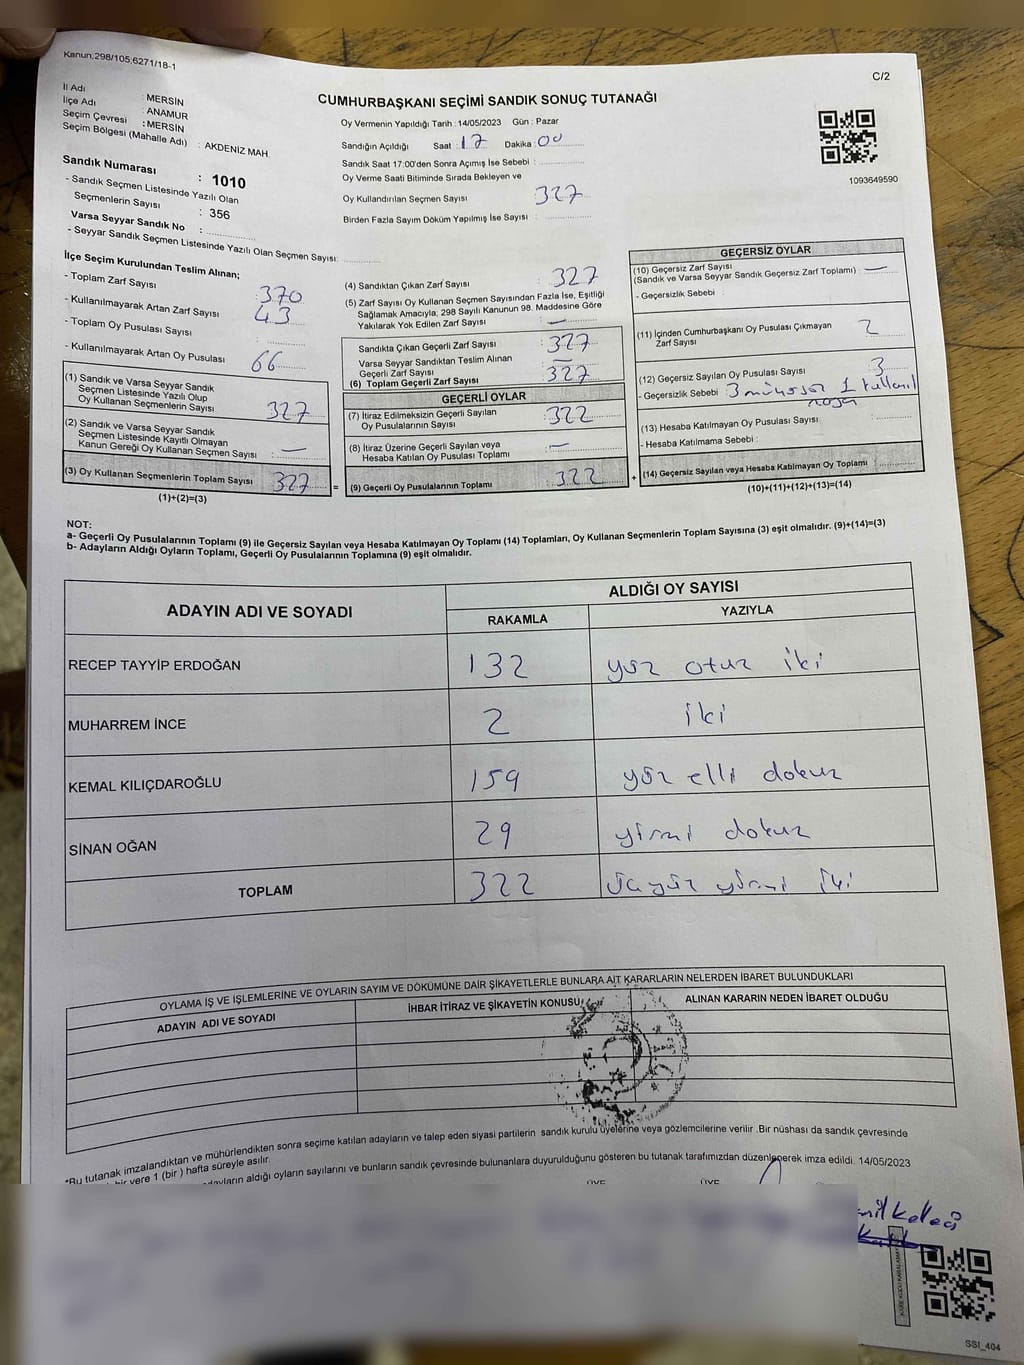 Kanun:298/105;6271/18-1
C/2
İl Adı : MERSİN
İlçe Adı : ANAMUR
Seçim Çevresi : MERSİN
Seçim Bölgesi (Mahalle Adı) : AKDENİZ MAH.
CUMHURBAŞKANI SEÇİMİ SANDIK SONUÇ TUTANAĞI
Oy Vermenin Yapıldığı Tarih : 14/05/2023 Gün : Pazar
Sandığın Açıldığı Saat : 17 Dakika : 00
Sandık Saat 17:00'den Sonra Açımış İse Sebebi :
Oy Verme Saati Bitiminde Sırada Bekleyen ve
Oy Kullandırılan Seçmen Sayısı : 327
Birden Fazla Sayım Döküm Yapılmış İse Sayısı :
1093649590
Sandık Numarası : 1010
- Sandık Seçmen Listesinde Yazılı Olan
Seçmenlerin Sayısı : 356
Varsa Seyyar Sandık No :
- Seyyar Sandık Seçmen Listesinde Yazılı Olan Seçmen Sayısı:
İlçe Seçim Kurulundan Teslim Alınan;
- Toplam Zarf Sayısı : 370
- Kullanılmayarak Artan Zarf Sayısı : 43
- Toplam Oy Pusulası Sayısı :
- Kullanılmayarak Artan Oy Pusulası : 66
(1) Sandık ve Varsa Seyyar Sandık
Seçmen Listesinde Yazılı Olup
Oy Kullanan Seçmenlerin Sayısı : 327
(2) Sandık ve Varsa Seyyar Sandık
Seçmen Listesinde Kayıtlı Olmayan
Kanun Gereği Oy Kullanan Seçmen Sayısı : —
(3) Oy Kullanan Seçmenlerin Toplam Sayısı : 327
(1)+(2)=(3)
(4) Sandıktan Çıkan Zarf Sayısı : 327
(5) Zarf Sayısı Oy Kullanan Seçmen Sayısından Fazla İse, Eşitliği
Sağlamak Amacıyla; 298 Sayılı Kanunun 98. Maddesine Göre
Yakılarak Yok Edilen Zarf Sayısı : —
Sandıkta Çıkan Geçerli Zarf Sayısı : 327
Varsa Seyyar Sandıktan Teslim Alınan
Geçerli Zarf Sayısı : —
(6) Toplam Geçerli Zarf Sayısı : 327
GEÇERLİ OYLAR
(7) İtiraz Edilmeksizin Geçerli Sayılan
Oy Pusulalarının Sayısı : 322
(8) İtiraz Üzerine Geçerli Sayılan veya
Hesaba Katılan Oy Pusulası Toplamı : —
= (9) Geçerli Oy Pusulalarının Toplamı : 322
GEÇERSİZ OYLAR
(10) Geçersiz Zarf Sayısı
(Sandık ve Varsa Seyyar Sandık Geçersiz Zarf Toplamı) : —
- Geçersizlik Sebebi :
(11) İçinden Cumhurbaşkanı Oy Pusulası Çıkmayan
Zarf Sayısı : 2
(12) Geçersiz Sayılan Oy Pusulası Sayısı : 3
- Geçersizlik Sebebi : 3 1
(13) Hesaba Katılmayan Oy Pusulası Sayısı :
- Hesaba Katılmama Sebebi :
+ (14) Geçersiz Sayılan veya Hesaba Katılmayan Oy Toplamı
(10)+(11)+(12)+(13)=(14)
NOT:
a- Geçerli Oy Pusulalarının Toplamı (9) ile Geçersiz Sayılan veya Hesaba Katılmayan Oy Toplamı (14) Toplamları, Oy Kullanan Seçmenlerin Toplam Sayısına (3) eşit olmalıdır. (9)+(14)=(3)
b- Adayların Aldığı Oyların Toplamı, Geçerli Oy Pusulalarının Toplamına (9) eşit olmalıdır.
ADAYIN ADI VE SOYADI
ALDIĞI OY SAYISI
RAKAMLA YAZIYLA
RECEP TAYYİP ERDOĞAN 132 yüz otuz iki
MUHARREM İNCE 2 iki
KEMAL KILIÇDAROĞLU 159 yüz elli dokuz
SİNAN OĞAN 29 yirmi dokuz
TOPLAM 322 üçyüz yirmi iki
OYLAMA İŞ VE İŞLEMLERİNE VE OYLARIN SAYIM VE DÖKÜMÜNE DAİR ŞİKAYETLERLE BUNLARA AİT KARARLARIN NELERDEN İBARET BULUNDUKLARI
ADAYIN ADI VE SOYADI İHBAR İTİRAZ VE ŞİKAYETİN KONUSU ALINAN KARARIN NEDEN İBARET OLDUĞU
*Bu tutanak imzalandıktan ve mühürlendikten sonra seçime katılan adayların ve talep eden siyasi partilerin sandık kurulu üyelerine veya gözlemcilerine verilir .Bir nüshası da sandık çevresinde
bir yere 1 (bir ) hafta süreyle asılır.
aldığı oyların sayılarını ve bunların sandık çevresinde bulunanlara duyurulduğunu gösteren bu tutanak tarafımızdan düzenlenerek imza edildi. 14/05/2023
ÜYE ÜYE
SSI_404